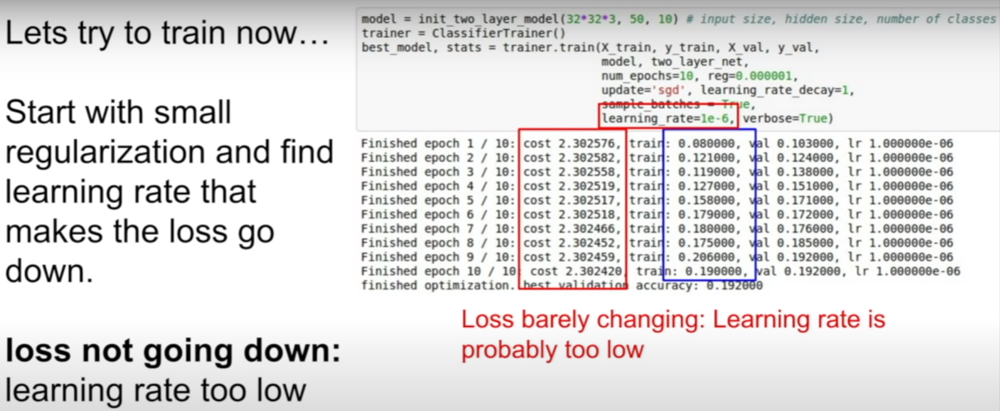 Lets try to train now...
Start with small
regularization and find
learning rate that
makes the loss go
down.
loss not going down:
learning rate too low
model = init_two_layer_model(32*32*3, 50, 10) # input size, hidden size, number of classes
trainer = ClassifierTrainer()
best_model, stats = trainer.train(X_train, y_train, X_val, y_val,
model, two_layer_net,
num_epochs=10, reg=0.000001,
update='sgd', learning_rate_decay=1,
sample_batches = True,
learning_rate=1e-6, verbose=True)
Finished epoch 1 / 10: cost 2.302576, train: 0.080000, val 0.103000, lr 1.000000e-06
Finished epoch 2 / 10: cost 2.302582, train: 0.121000, val 0.124000, lr 1.000000e-06
Finished epoch 3 / 10: cost 2.302558, train: 0.119000, val 0.138000, lr 1.000000e-06
Finished epoch 4 / 10: cost 2.302519, train: 0.127000, val 0.151000, lr 1.000000e-06
Finished epoch 5 / 10: cost 2.302517, train: 0.158000, val 0.171000, lr 1.000000e-06
Finished epoch 6 / 10: cost 2.302518, train: 0.179000, val 0.172000, lr 1.000000e-06
Finished epoch 7 / 10: cost 2.302466, train: 0.180000, val 0.176000, lr 1.000000e-06
Finished epoch 8 / 10: cost 2.302452, train: 0.175000, val 0.185000, lr 1.000000e-06
Finished epoch 9 / 10: cost 2.302459, train: 0.206000, val 0.192000, lr 1.000000e-06
Finished epoch 10 / 10: cost 2.302420, train: 0.190000, val 0.192000, lr 1.000000e-06
finished optimization. best validation accuracy: 0.192000
Loss barely changing: Learning rate is
probably too low